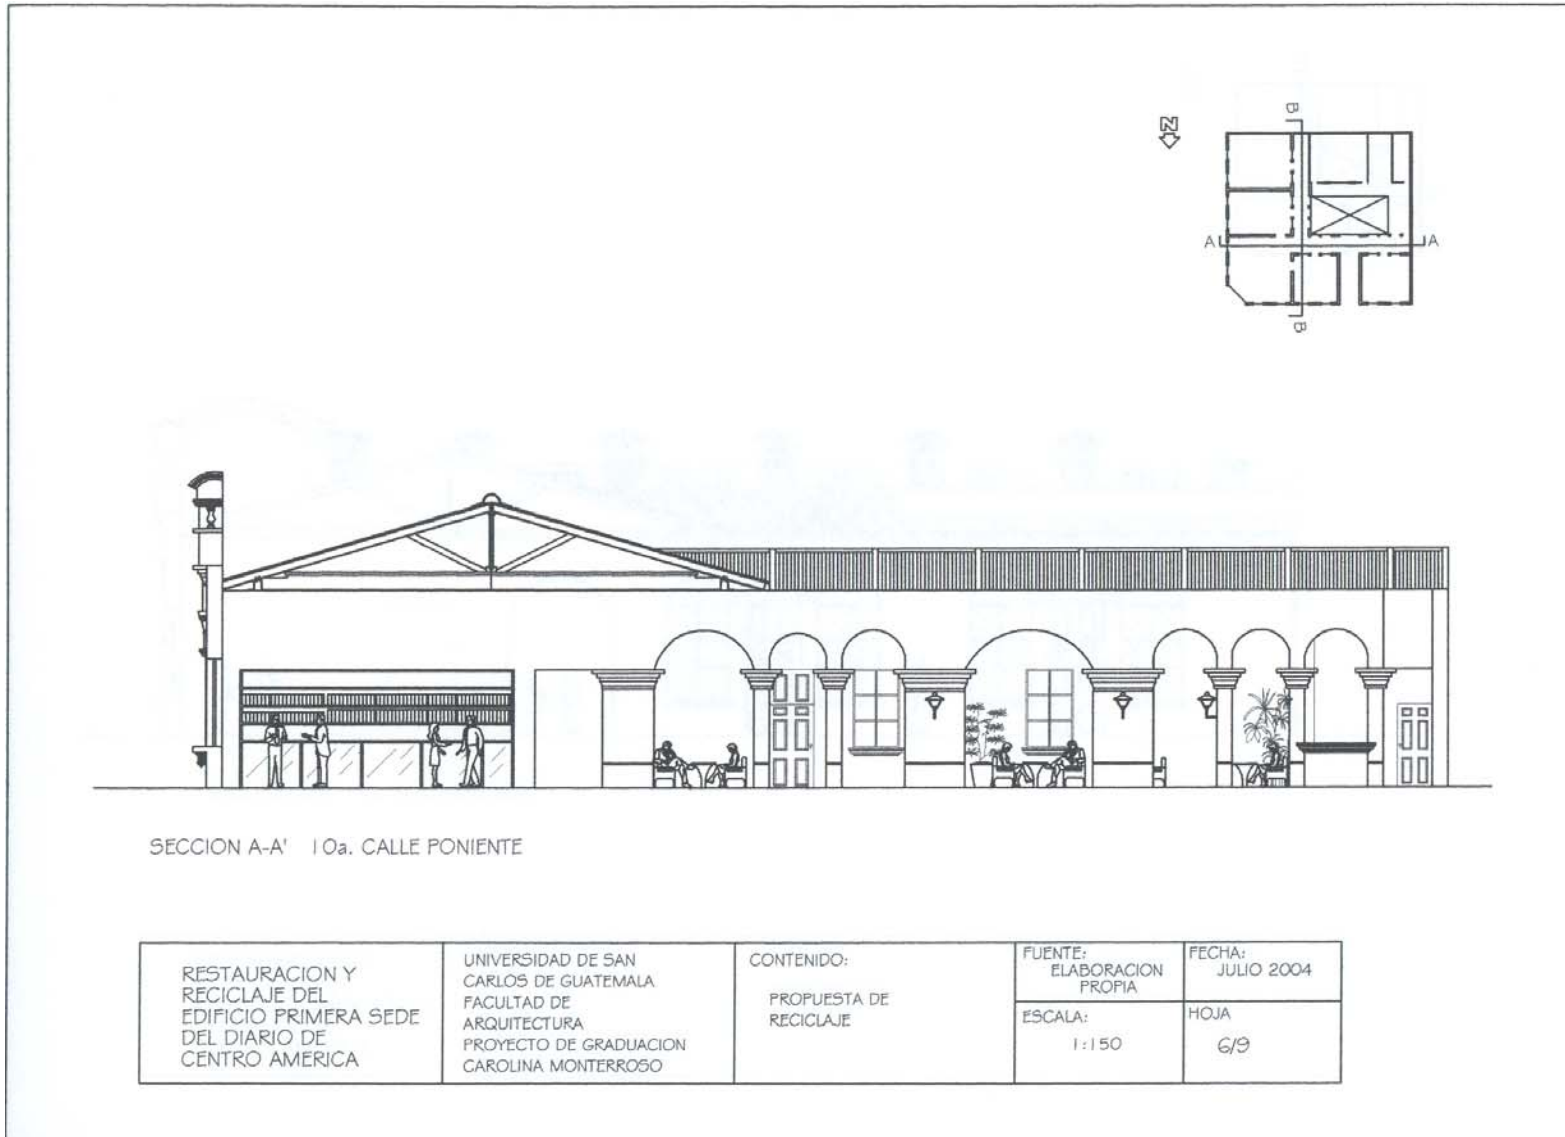 N
B
A
A
B
SECCION A-A' 10a. CALLE PONIENTE
RESTAURACION Y
RECICLAJE DEL
EDIFICIO PRIMERA SEDE
DEL DIARIO DE
CENTRO AMERICA
UNIVERSIDAD DE SAN
CARLOS DE GUATEMALA
FACULTAD DE
ARQUITECTURA
PROYECTO DE GRADUACION
CAROLINA MONTERROSO
CONTENIDO:
PROPUESTA DE
RECICLAJE
FUENTE:
ELABORACION
PROPIA
FECHA:
JULIO 2004
ESCALA:
1:150
HOJA
6/9